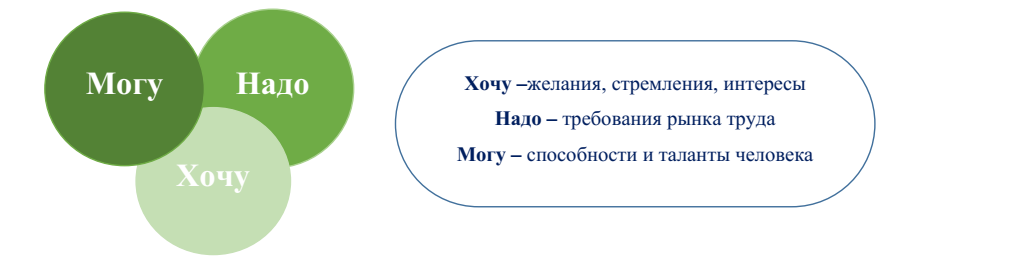 Могу
Надо
Хочу
Хочу –желания, стремления, интересы
Надо – требования рынка труда
Могу – способности и таланты человека